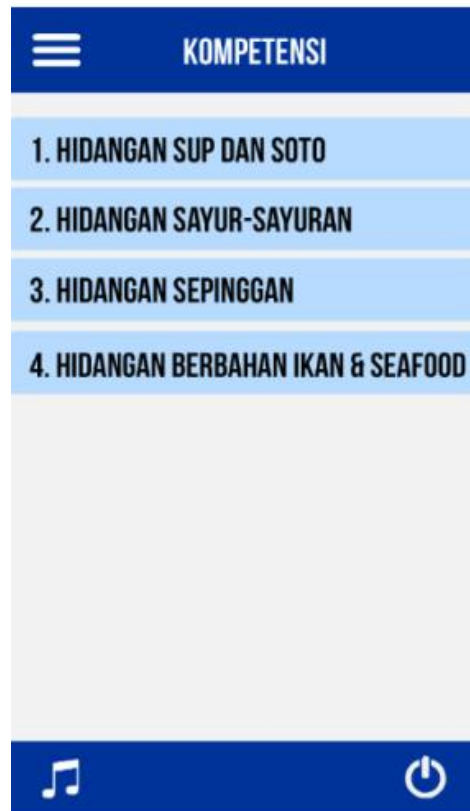 KOMPETENSI
1. HIDANGAN SUP DAN SOTO
2. HIDANGAN SAYUR-SAYURAN
3. HIDANGAN SEPINGGAN
4. HIDANGAN BERBAHAN IKAN & SEAFOOD